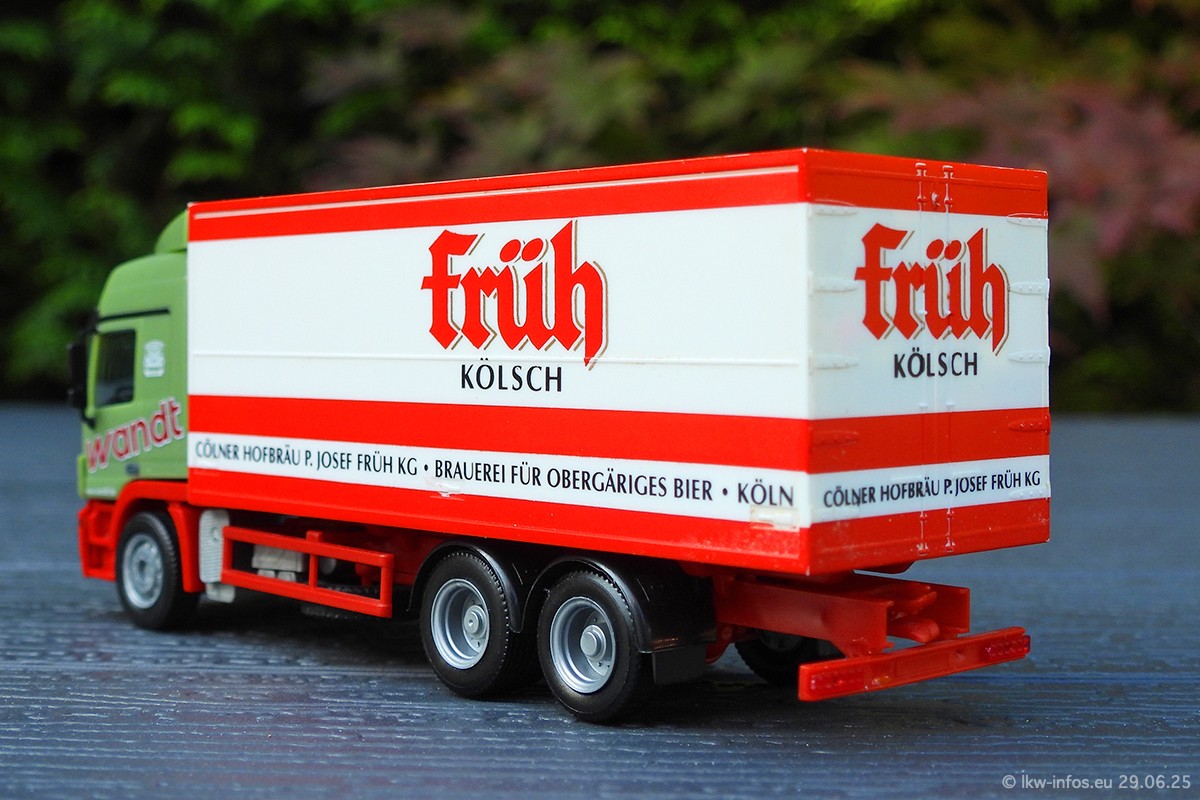 früh
KÖLSCH
früh
KÖLSCH
wandt
CÖLNER HOFBRÄU P. JOSEF FRÜH KG • BRAUEREI FÜR OBERGÄRIGES BIER • KÖLN
CÖLNER HOFBRÄU P. JOSEF FRÜH KG
© lkw-infos.eu 29.06.25